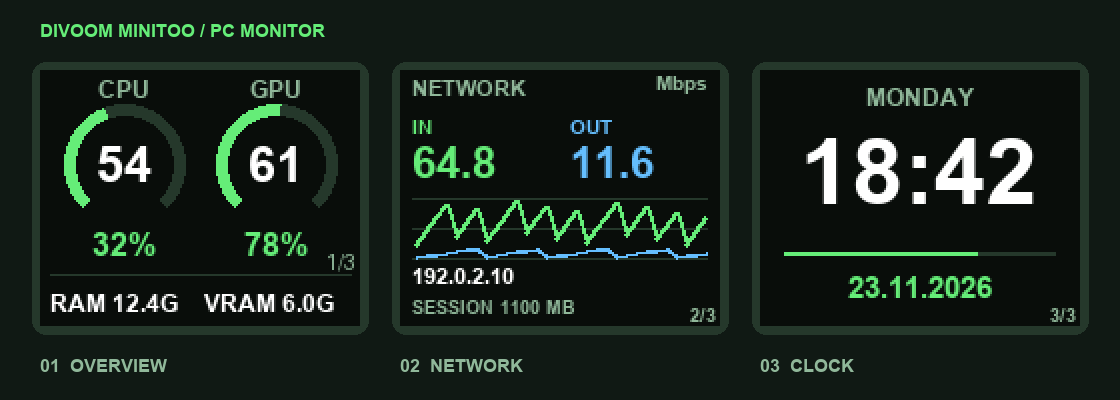 DIVOOM MINITOO / PC MONITOR
CPU GPU
54 61
32% 78%
1/3
RAM 12.4G VRAM 6.0G
01 OVERVIEW
NETWORK Mbps
IN OUT
64.8 11.6
192.0.2.10
SESSION 1100 MB
2/3
02 NETWORK
MONDAY
18:42
23.11.2026
3/3
03 CLOCK